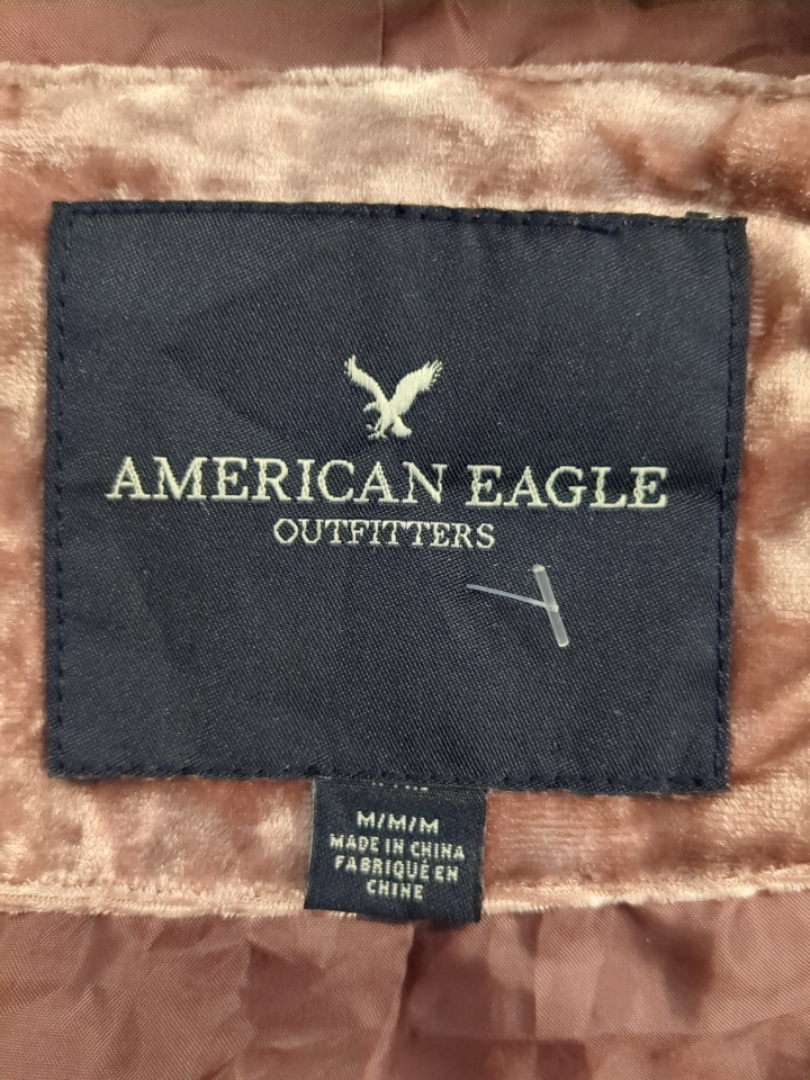 AMERICAN EAGLE
OUTFITTERS
M/M/M
MADE IN CHINA
FABRIQUÉ EN
CHINE